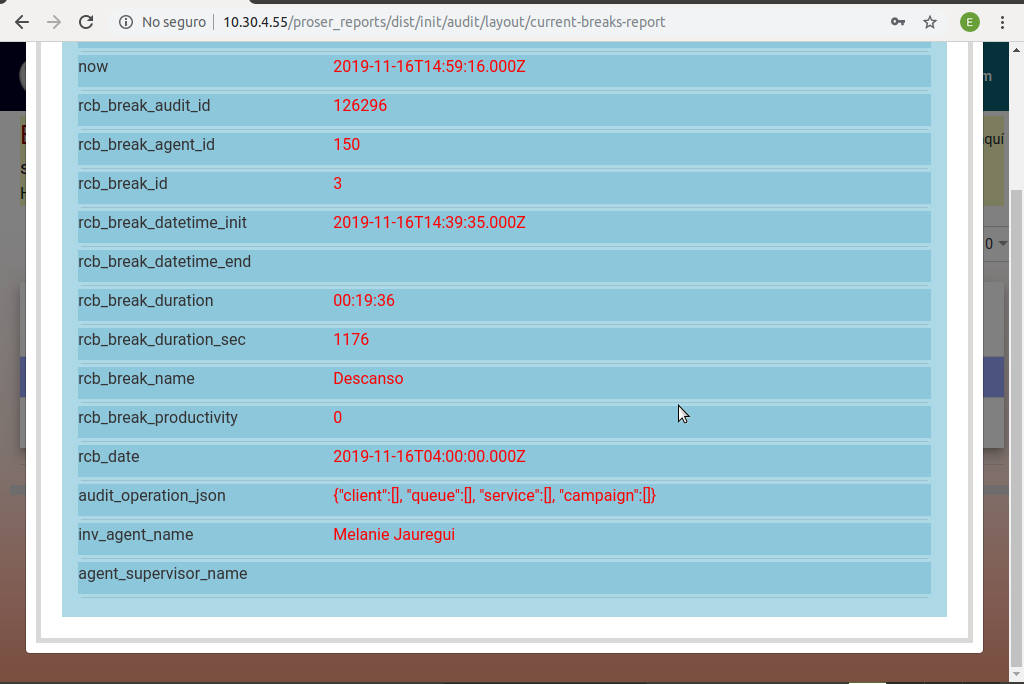 No seguro
10.30.4.55/proser_reports/dist/init/audit/layout/current-breaks-report
E
now 2019-11-16T14:59:16.000Z
rcb_break_audit_id 126296
rcb_break_agent_id 150
rcb_break_id 3
rcb_break_datetime_init 2019-11-16T14:39:35.000Z
rcb_break_datetime_end
rcb_break_duration 00:19:36
rcb_break_duration_sec 1176
rcb_break_name Descanso
rcb_break_productivity 0
rcb_date 2019-11-16T04:00:00.000Z
audit_operation_json {"client":[], "queue":[], "service":[], "campaign":[]}
inv_agent_name Melanie Jauregui
agent_supervisor_name